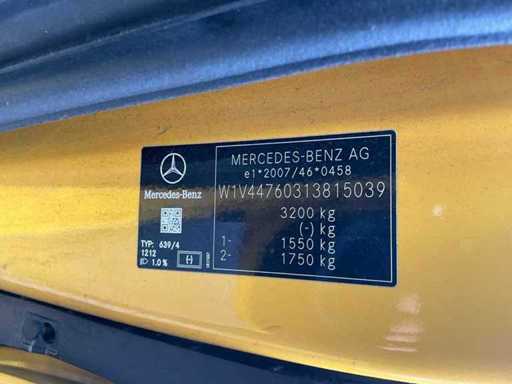 MERCEDES-BENZ AG
e1*2007/46*0458
W1V44760313815039
3200 kg
(-) kg
1- 1550 kg
2- 1750 kg
Mercedes-Benz
TYP: 639/4
1212
1.0%